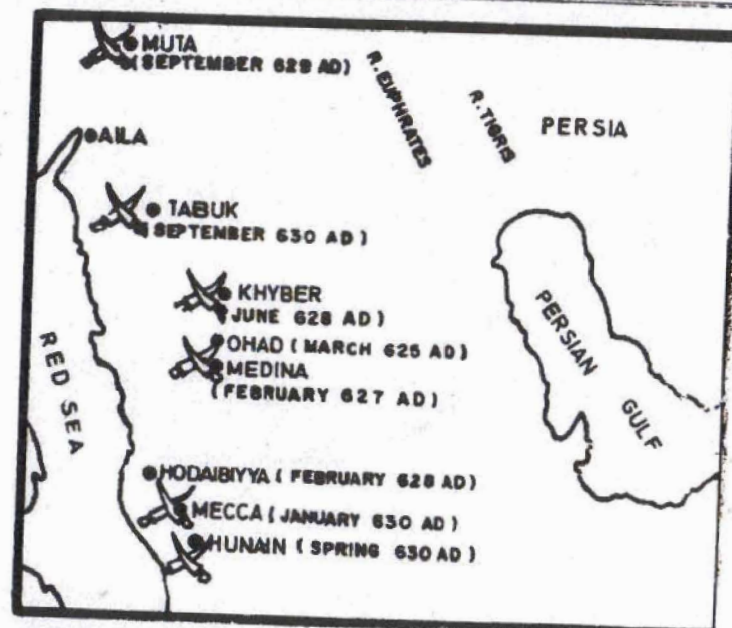 MUTA
(SEPTEMBER 629 AD)
R. EUPHRATES
R. TIGRIS
PERSIA
AILA
TABUK
(SEPTEMBER 630 AD)
KHYBER
(JUNE 628 AD)
OHAD (MARCH 625 AD)
MEDINA
(FEBRUARY 627 AD)
RED SEA
PERSIAN
GULF
HODAIBIYYA (FEBRUARY 628 AD)
MECCA (JANUARY 630 AD)
HUNAIN (SPRING 630 AD)